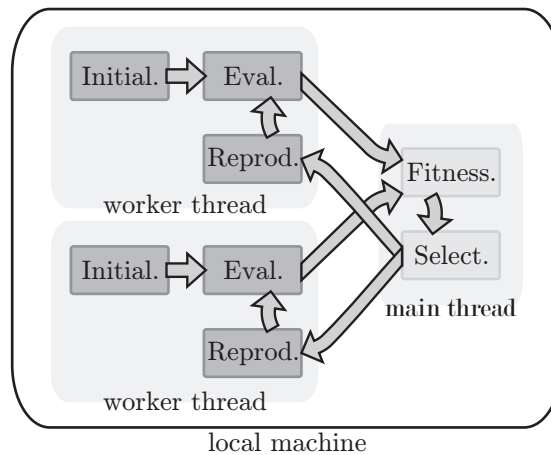 Initial.
Eval.
Reprod.
worker thread
Fitness.
Select.
main thread
Initial.
Eval.
Reprod.
worker thread
local machine